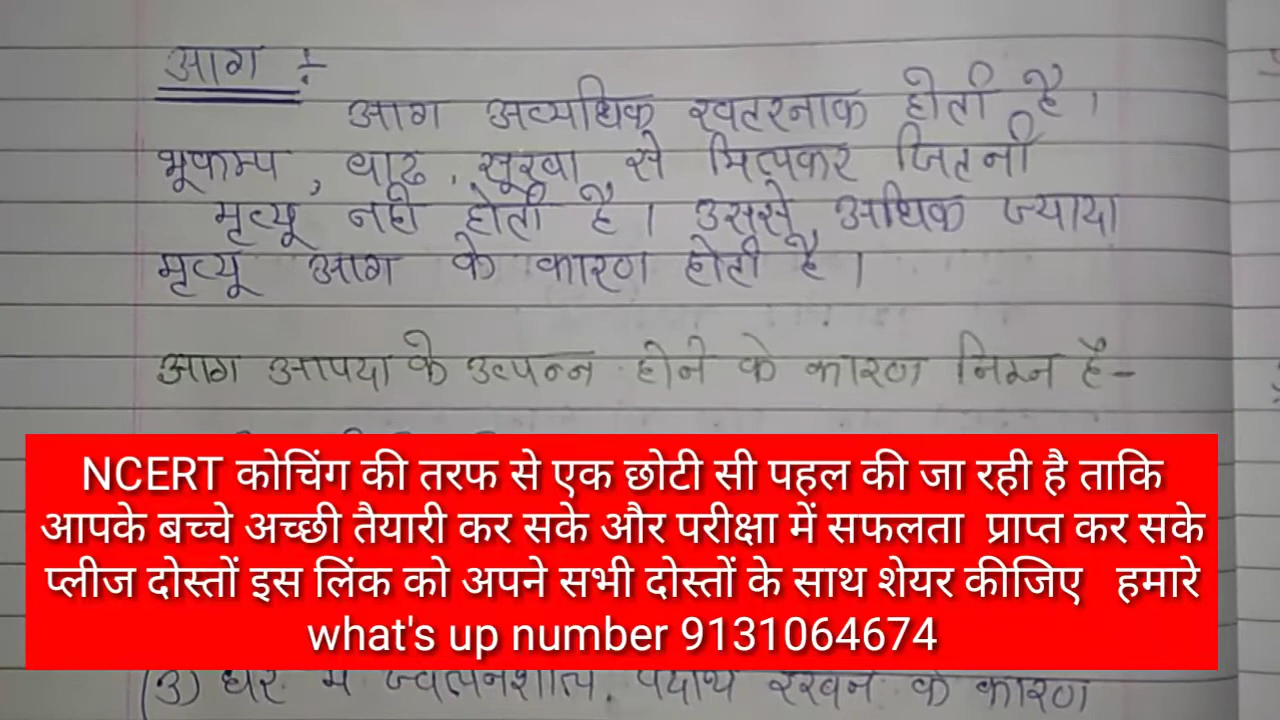 आग :-
आग अत्यधिक खतरनाक होती है।
भूकम्प, बाढ, सूखा से मिलकर जितनी
मृत्यू नही होती है। उससे अधिक ज्यादा
मृत्यू आग के कारण होती है।
आग आपदा के उत्पन्न होने के कारण निम्न है-
NCERT कोचिंग की तरफ से एक छोटी सी पहल की जा रही है ताकि
आपके बच्चे अच्छी तैयारी कर सके और परीक्षा में सफलता प्राप्त कर सके
प्लीज दोस्तों इस लिंक को अपने सभी दोस्तों के साथ शेयर कीजिए हमारे
what's up number 9131064674
(3) घर में ज्वलनशील पदार्थ रखने के कारण